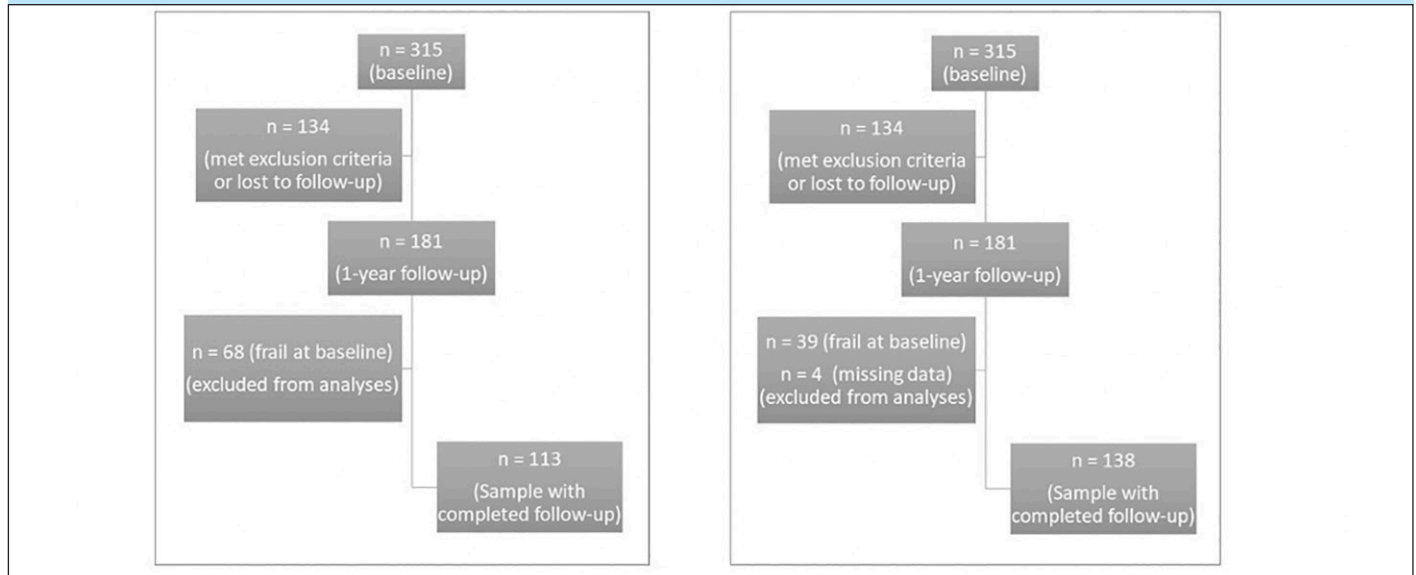 n = 315
(baseline)
n = 134
(met exclusion criteria
or lost to follow-up)
n = 181
(1-year follow-up)
n = 68 (frail at baseline)
(excluded from analyses)
n = 113
(Sample with
completed follow-up)
n = 315
(baseline)
n = 134
(met exclusion criteria
or lost to follow-up)
n = 181
(1-year follow-up)
n = 39 (frail at baseline)
n = 4 (missing data)
(excluded from analyses)
n = 138
(Sample with
completed follow-up)